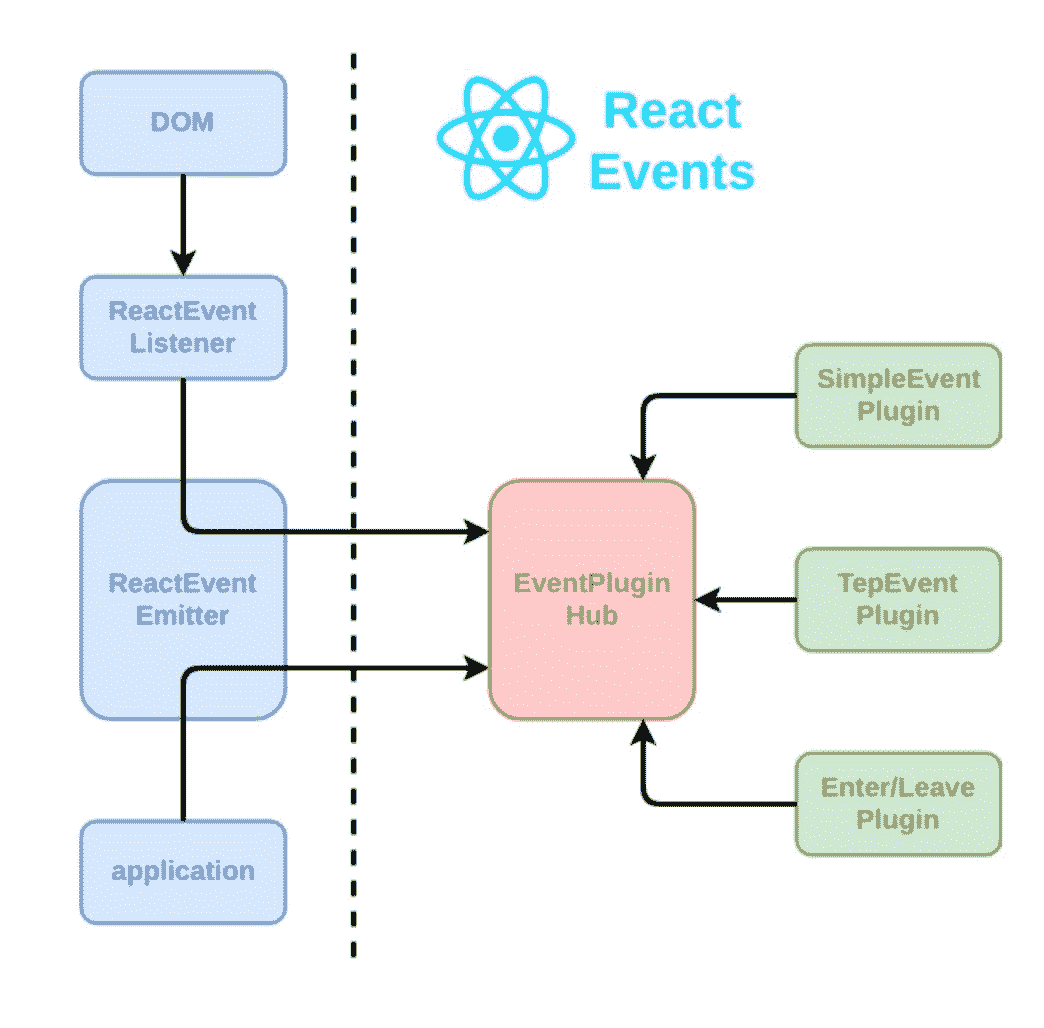 DOM
React
Events
ReactEvent
Listener
SimpleEvent
Plugin
ReactEvent
Emitter
EventPlugin
Hub
TepEvent
Plugin
Enter/Leave
Plugin
application